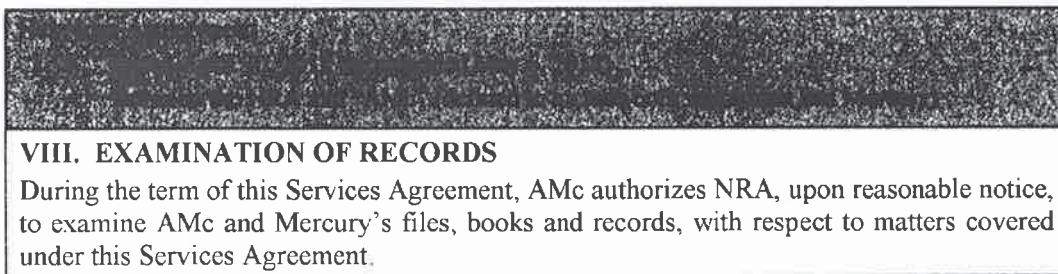 VIII. EXAMINATION OF RECORDS
During the term of this Services Agreement, AMc authorizes NRA, upon reasonable notice,
to examine AMc and Mercury's files, books and records, with respect to matters covered
under this Services Agreement.